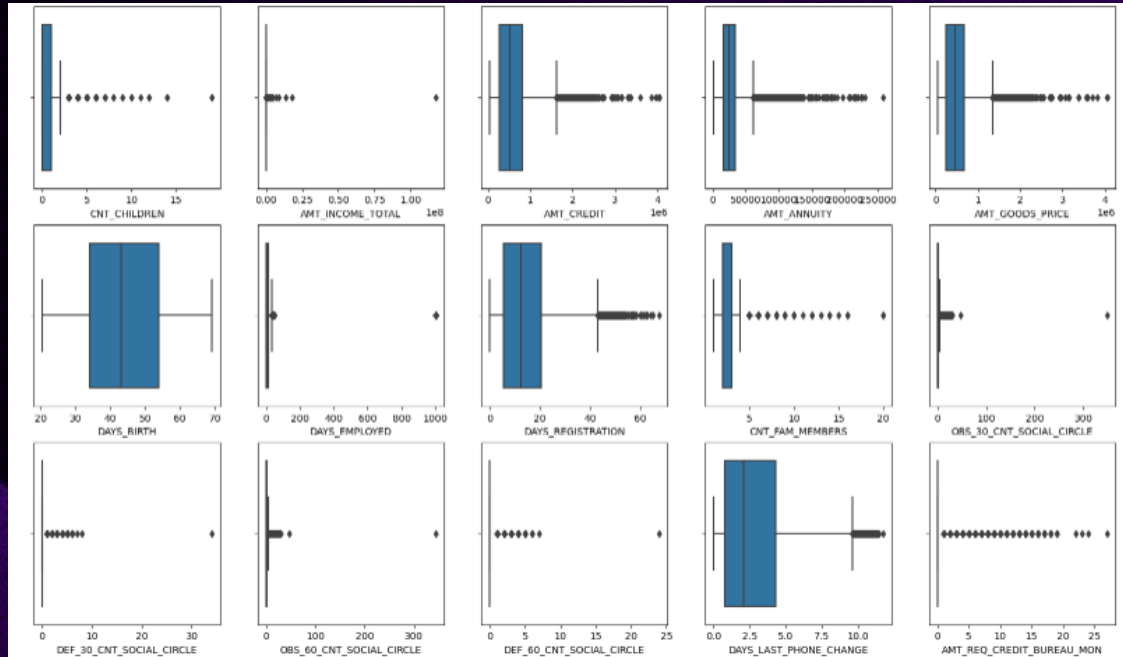 0 5 10 15
CNT_CHILDREN
0.00 0.25 0.50 0.75 1.00
1e8
AMT_INCOME_TOTAL
0 1 2 3 4
1e6
AMT_CREDIT
0 50000 100000 150000 200000 250000
AMT_ANNUITY
0 1 2 3 4
1e6
AMT_GOODS_PRICE
20 30 40 50 60 70
DAYS_BIRTH
0 200 400 600 800 1000
DAYS_EMPLOYED
0 20 40 60
DAYS_REGISTRATION
5 10 15 20
CNT_FAM_MEMBERS
0 100 200 300
OBS_30_CNT_SOCIAL_CIRCLE
0 10 20 30
DEF_30_CNT_SOCIAL_CIRCLE
0 100 200 300
OBS_60_CNT_SOCIAL_CIRCLE
0 5 10 15 20 25
DEF_60_CNT_SOCIAL_CIRCLE
0.0 2.5 5.0 7.5 10.0
DAYS_LAST_PHONE_CHANGE
0 5 10 15 20 25
AMT_REQ_CREDIT_BUREAU_MON